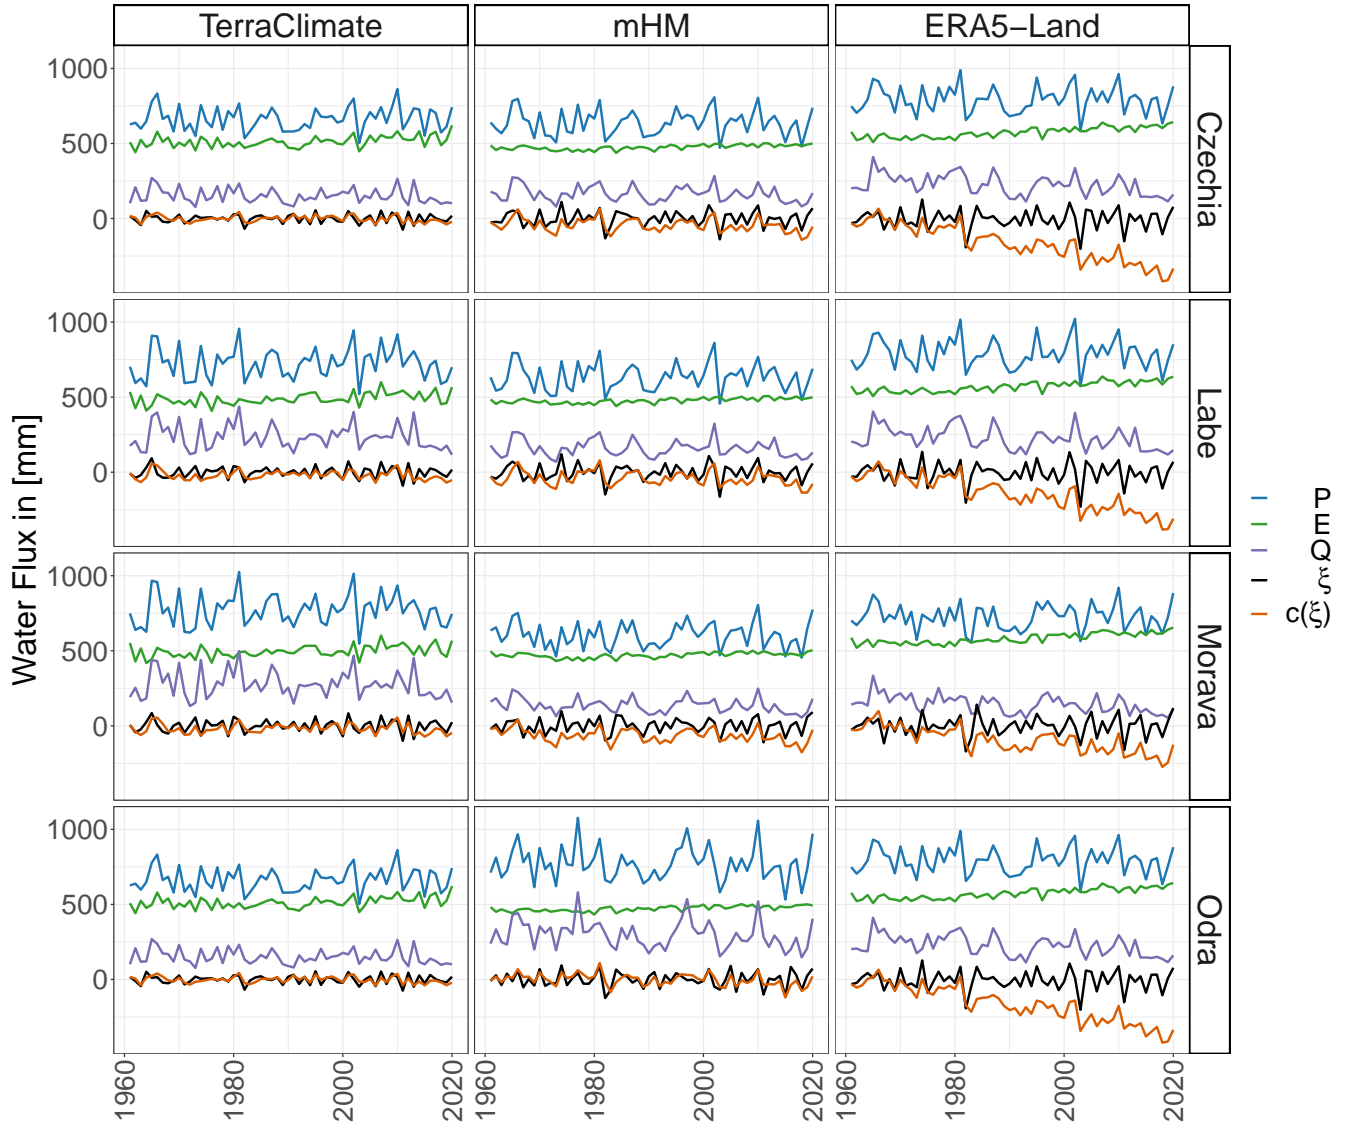 TerraClimate mHM ERA5−Land
1000
500
0
Czechia
1000
500
0
Labe
1000
500
0
Morava
1000
500
0
Odra
Water Flux in [mm]
1960 1980 2000 2020 1960 1980 2000 2020 1960 1980 2000 2020
P
E
Q
ξ
c(ξ)